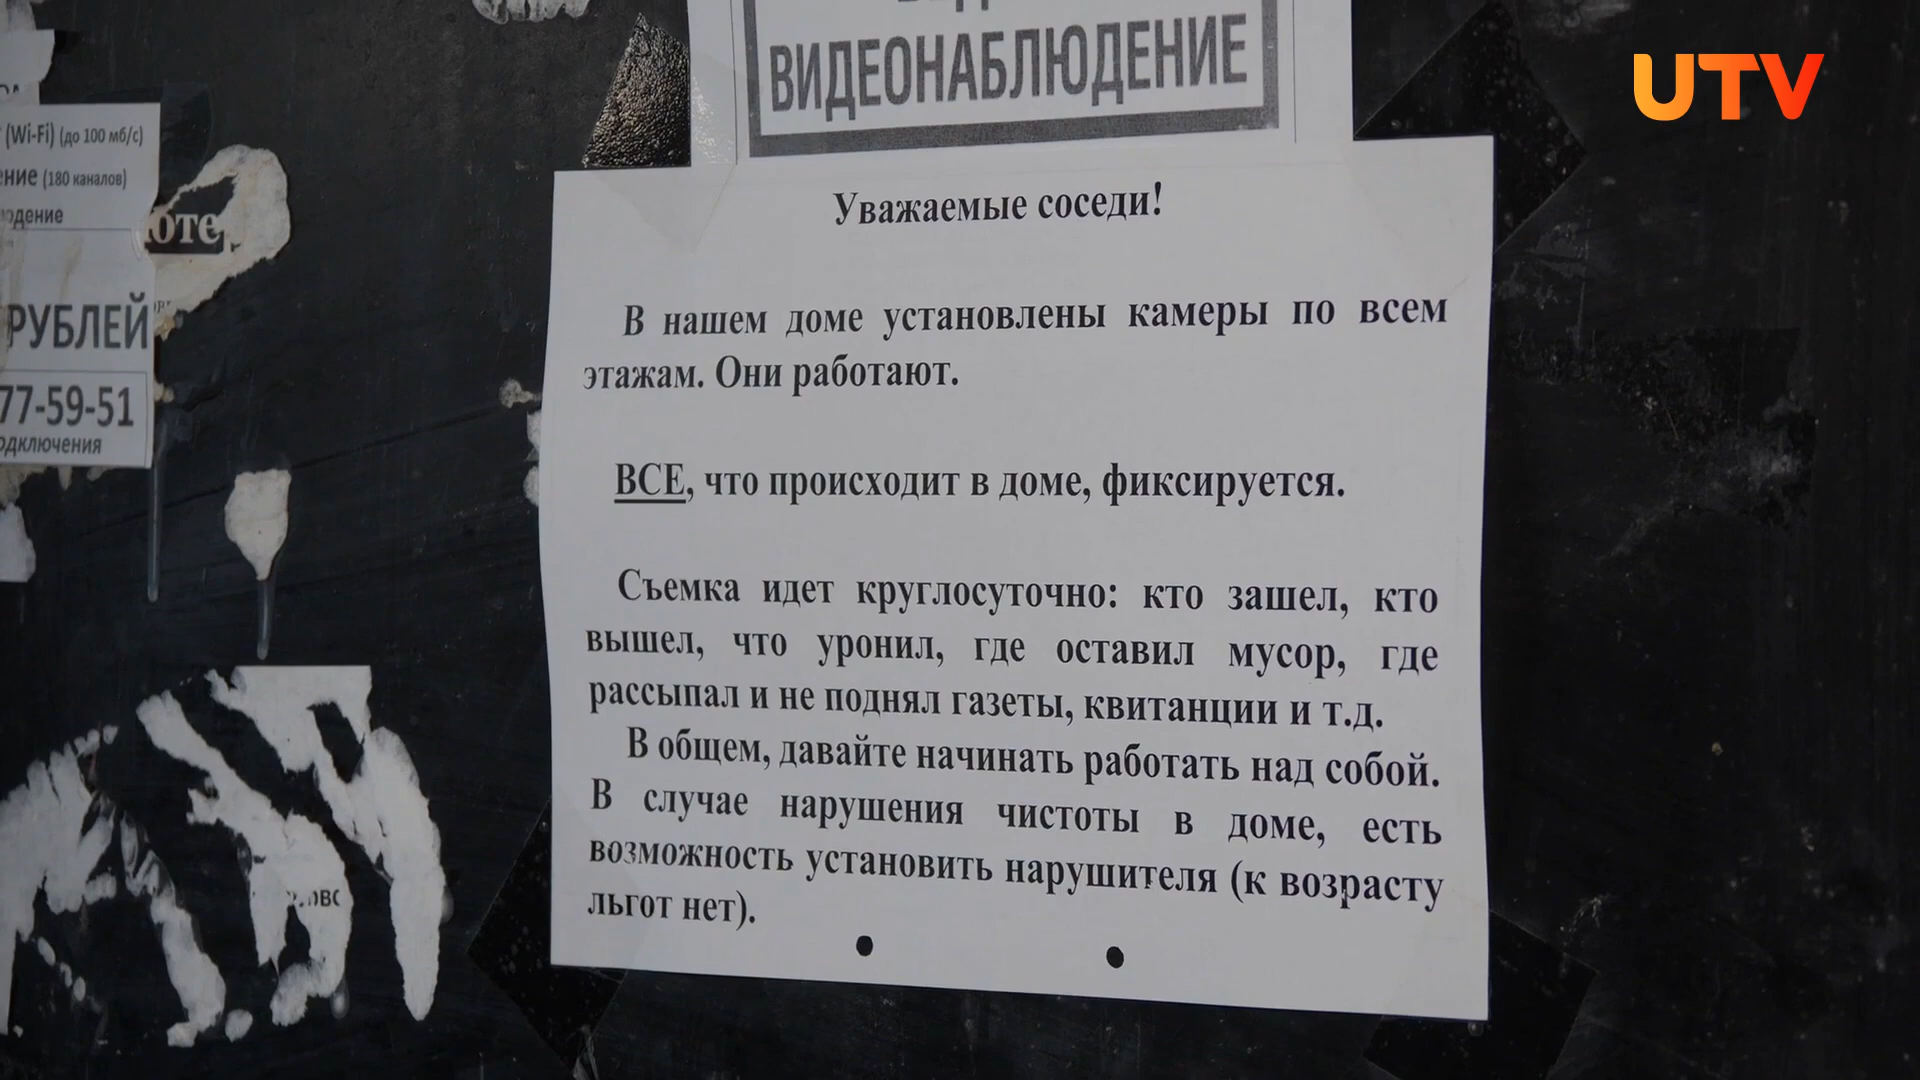 ВИДЕОНАБЛЮДЕНИЕ
UTV
(Wi-Fi) (до 100 мб/с)
(180 каналов)
РУБЛЕЙ
77-59-51
Уважаемые соседи!
В нашем доме установлены камеры по всем
этажам. Они работают.
ВСЕ, что происходит в доме, фиксируется.
Съемка идет круглосуточно: кто зашел, кто
вышел, что уронил, где оставил мусор, где
рассыпал и не поднял газеты, квитанции и т.д.
В общем, давайте начинать работать над собой.
В случае нарушения чистоты в доме, есть
возможность установить нарушителя (к возрасту
льгот нет).